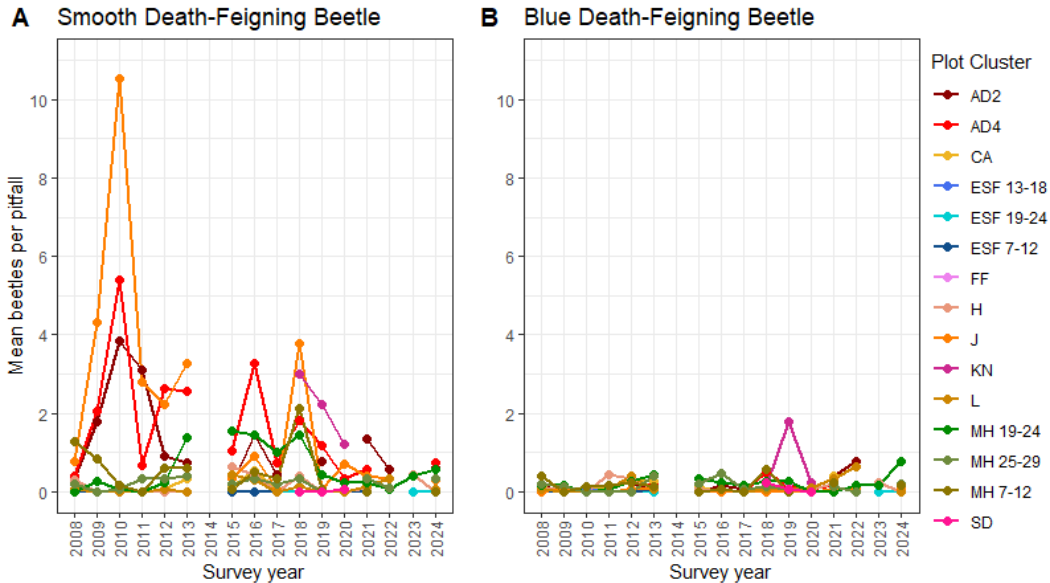 A Smooth Death-Feigning Beetle
B Blue Death-Feigning Beetle
Mean beetles per pitfall
10
8
6
4
2
0
2008 2009 2010 2011 2012 2013 2014 2015 2016 2017 2018 2019 2020 2021 2022 2023 2024
Survey year
10
8
6
4
2
0
2008 2009 2010 2011 2012 2013 2014 2015 2016 2017 2018 2019 2020 2021 2022 2023 2024
Survey year
Plot Cluster
AD2
AD4
CA
ESF 13-18
ESF 19-24
ESF 7-12
FF
H
J
KN
L
MH 19-24
MH 25-29
MH 7-12
SD